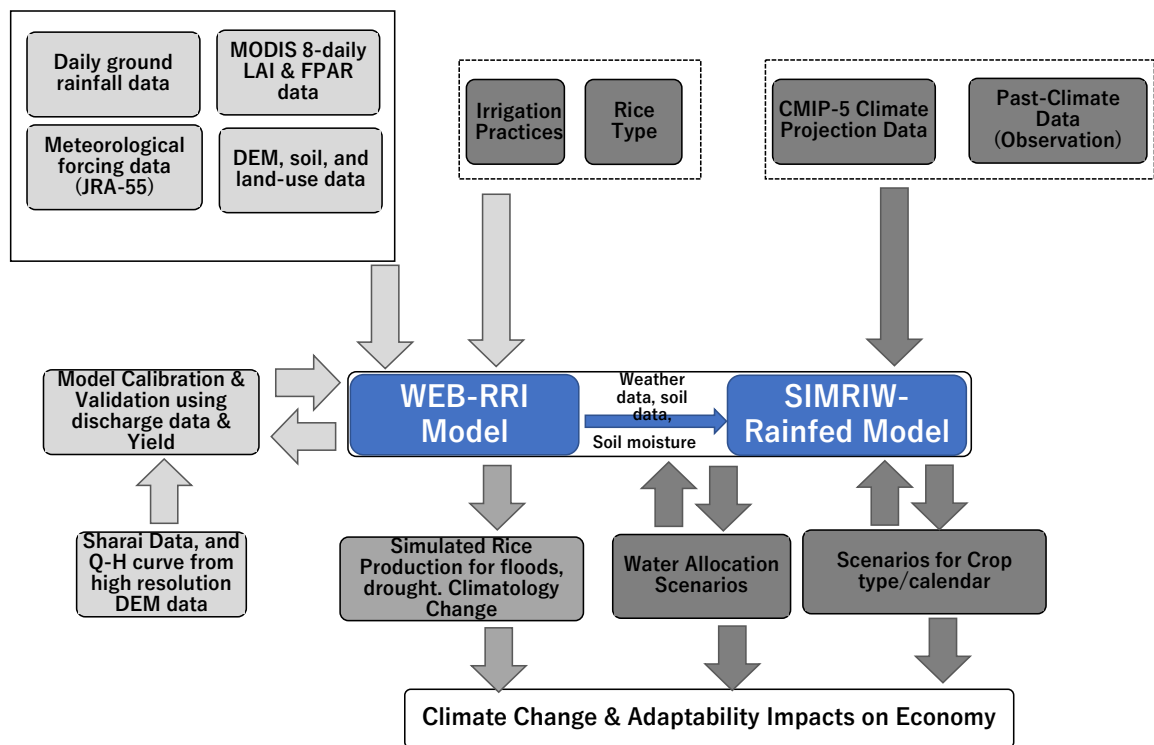 Daily ground
rainfall data
MODIS 8-daily
LAI & FPAR
data
Meteorological
forcing data
(JRA-55)
DEM, soil, and
land-use data
Irrigation
Practices
Rice
Type
CMIP-5 Climate
Projection Data
Past-Climate
Data
(Observation)
Model Calibration &
Validation using
discharge data &
Yield
WEB-RRI
Model
Weather
data, soil
data,
Soil moisture
SIMRIW-
Rainfed Model
Sharai Data, and
Q-H curve from
high resolution
DEM data
Simulated Rice
Production for floods,
drought. Climatology
Change
Water Allocation
Scenarios
Scenarios for Crop
type/calendar
Climate Change & Adaptability Impacts on Economy